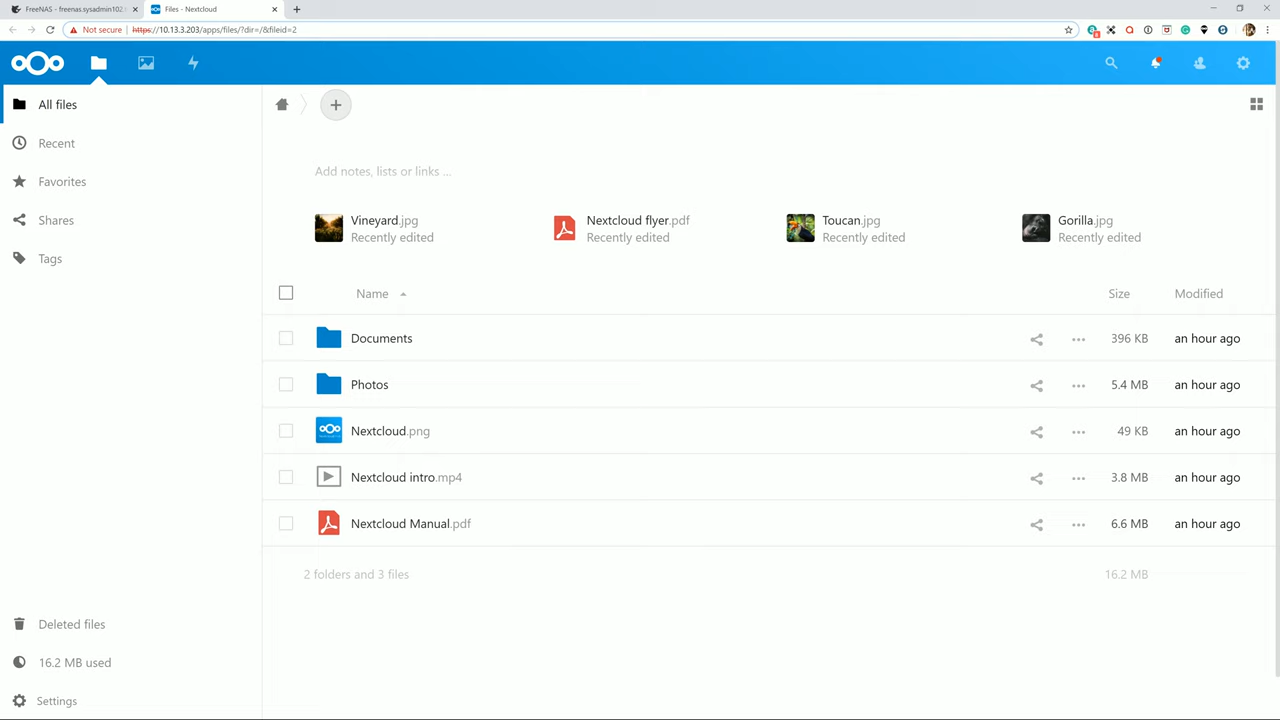 FreeNAS - freenas.sysadmin102.
Files - Nextcloud
Not secure https://10.13.3.203/apps/files/?dir=/&fileid=2
All files
Recent
Favorites
Shares
Tags
Add notes, lists or links ...
Vineyard.jpg
Recently edited
Nextcloud flyer.pdf
Recently edited
Toucan.jpg
Recently edited
Gorilla.jpg
Recently edited
Name Size Modified
Documents 396 KB an hour ago
Photos 5.4 MB an hour ago
Nextcloud.png 49 KB an hour ago
Nextcloud intro.mp4 3.8 MB an hour ago
Nextcloud Manual.pdf 6.6 MB an hour ago
2 folders and 3 files 16.2 MB
Deleted files
16.2 MB used
Settings